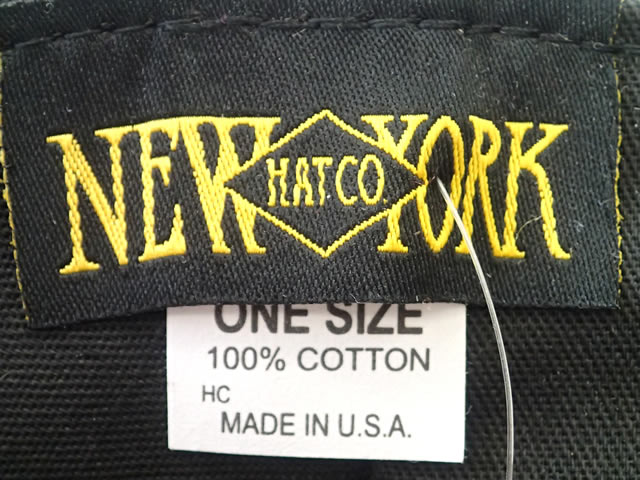 NEW HAT CO. YORK
ONE SIZE
100% COTTON
HC
MADE IN U.S.A.